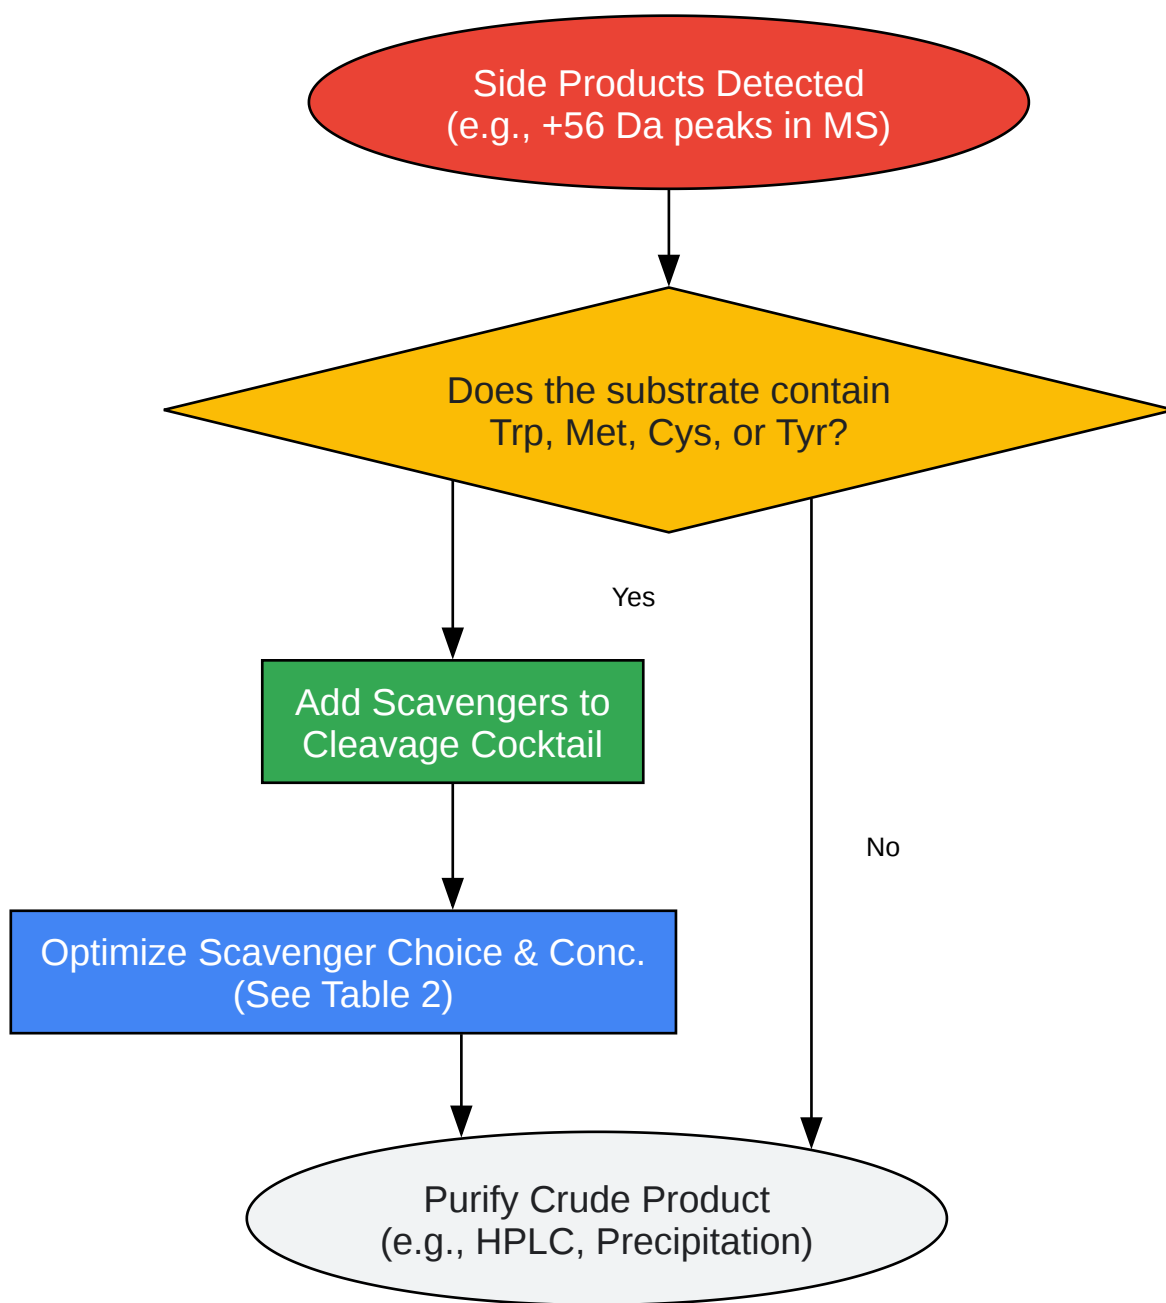 Side Products Detected
(e.g., +56 Da peaks in MS)
Does the substrate contain
Trp, Met, Cys, or Tyr?
Yes
Add Scavengers to
Cleavage Cocktail
No
Optimize Scavenger Choice & Conc.
(See Table 2)
Purify Crude Product
(e.g., HPLC, Precipitation)